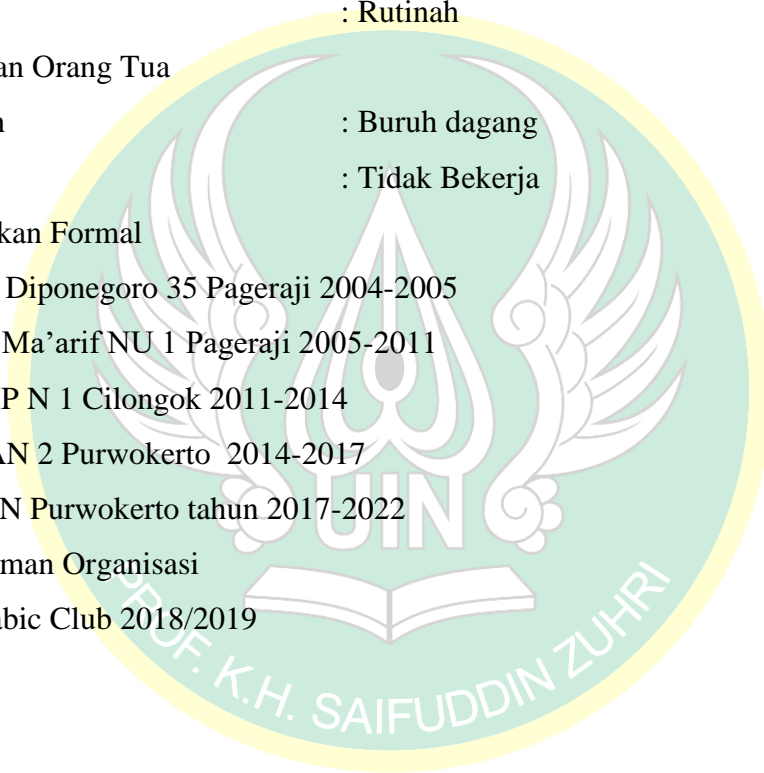 : Rutinah
an Orang Tua
: Buruh dagang
: Tidak Bekerja
kan Formal
Diponegoro 35 Pageraji 2004-2005
Ma’arif NU 1 Pageraji 2005-2011
P N 1 Cilongok 2011-2014
AN 2 Purwokerto 2014-2017
N Purwokerto tahun 2017-2022
man Organisasi
abic Club 2018/2019
UIN
PROF. K.H. SAIFUDDIN ZUHRI